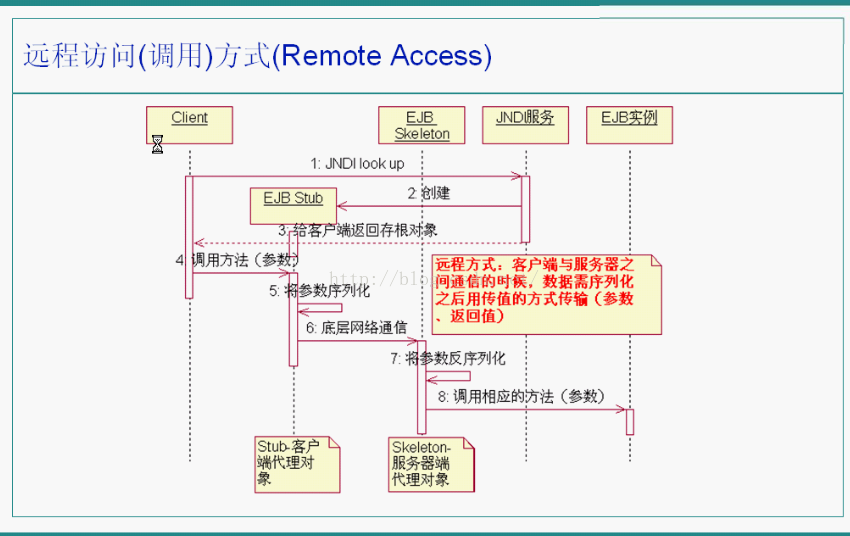 远程访问(调用)方式(Remote Access)
Client
EJB
Skeleton
JNDI服务
EJB实例
1: JNDI look up
EJB Stub
2: 创建
3: 给客户端返回存根对象
4: 调用方法（参数）
远程方式：客户端与服务器之
间通信的时候，数据需序列化
之后用传值的方式传输（参数
、返回值）
http://blog
5: 将参数序列化
6: 底层网络通信
7: 将参数反序列化
8: 调用相应的方法（参数）
Stub-客户
端代理对
象
Skeleton-
服务器端
代理对象